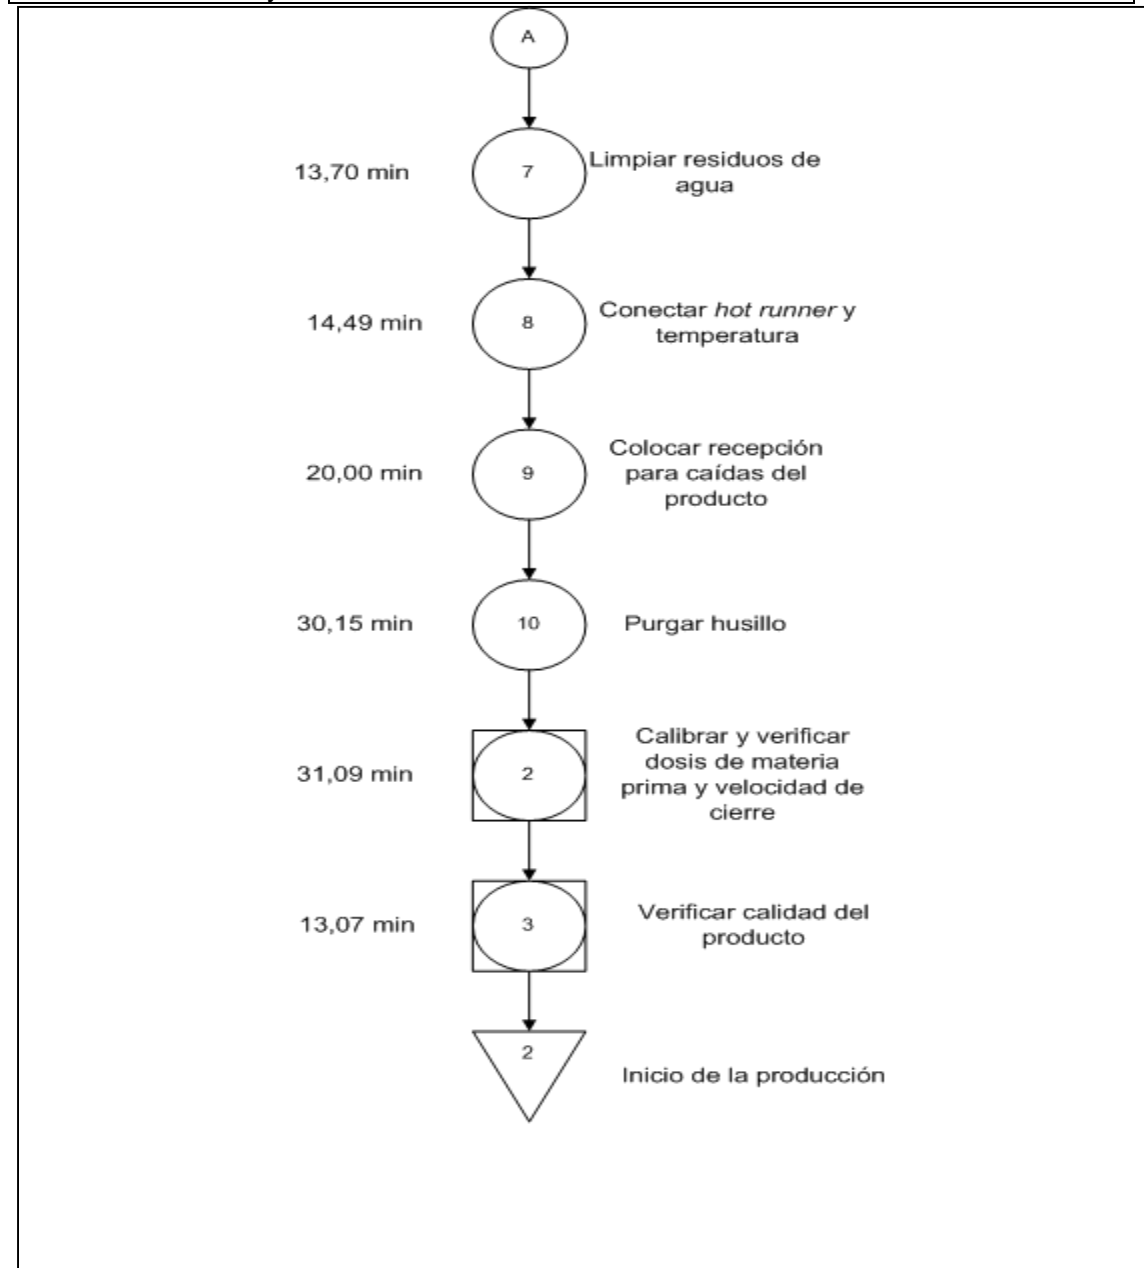 A
13,70 min
7
Limpiar residuos de
agua
14,49 min
8
Conectar hot runner y
temperatura
20,00 min
9
Colocar recepción
para caídas del
producto
30,15 min
10
Purgar husillo
31,09 min
2
Calibrar y verificar
dosis de materia
prima y velocidad de
cierre
13,07 min
3
Verificar calidad del
producto
2
Inicio de la producción